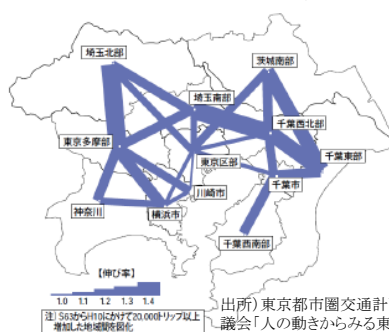 埼玉北部
茨城南部
埼玉南部
千葉西北部
東京多摩部
東京区部
千葉東部
千葉市
川崎市
神奈川
横浜市
千葉西南部
【伸び率】
1.0 1.1 1.2 1.3 1.4
注）S63からH10にかけて20,000トリップ以上
増加した地域間を図化
出所）東京都市圏交通計
議会「人の動きからみる東